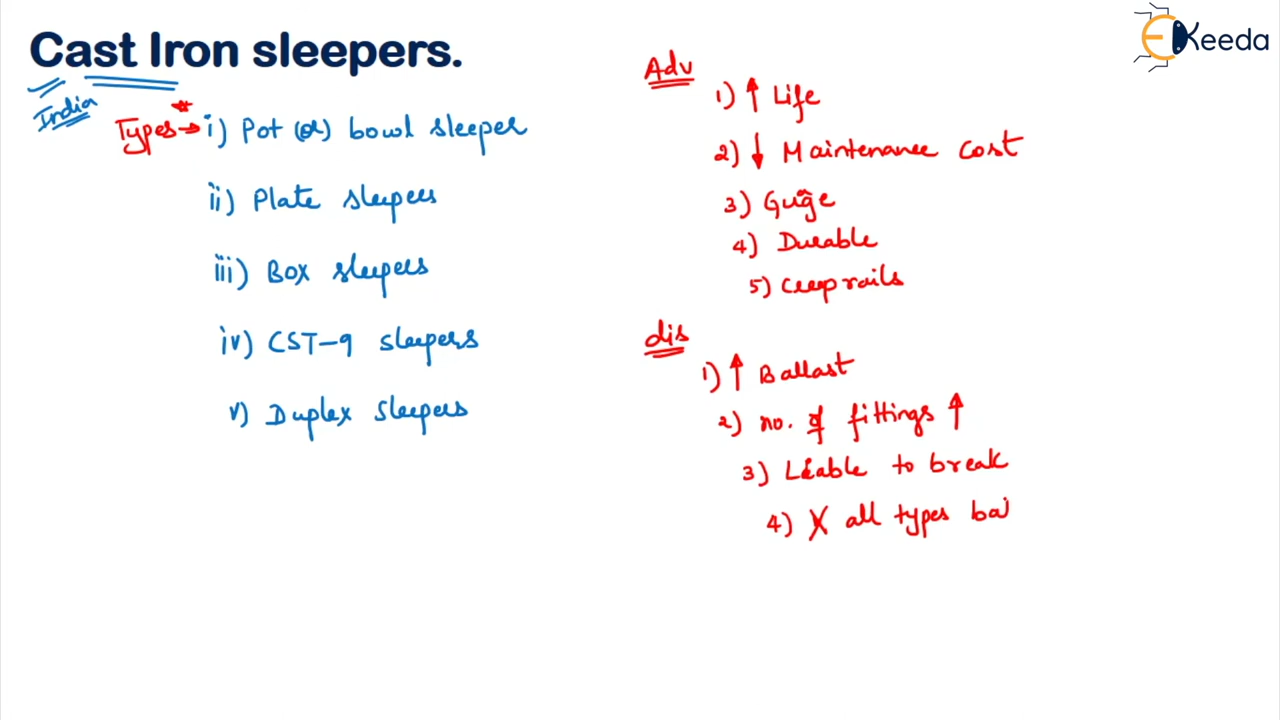 Cast Iron sleepers.
EKeeda
India
Types → i) Pot (or) bowl sleeper
ii) Plate sleepers
iii) Box sleepers
iv) CST-9 sleepers
v) Duplex sleepers
Adv
1) ↑ Life
2) ↓ Maintenance cost
3) Guage
4) Durable
5) creep rails
dis
1) ↑ Ballast
2) no. of fittings ↑
3) Liable to break
4) X all types bal